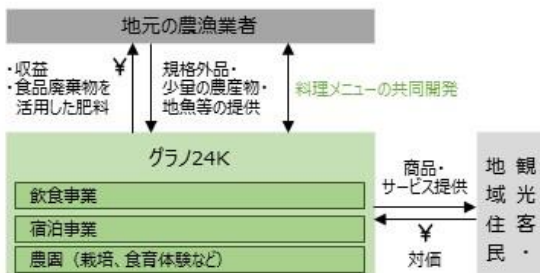 地元の農漁業者
・収益
・食品廃棄物を
活用した肥料
¥
規格外品・
少量の農産物・
地魚等の提供
料理メニューの共同開発
グラノ24K
飲食事業
宿泊事業
農園（栽培、食育体験など）
商品・
サービス提供
¥
対価
観光客・
地域住民